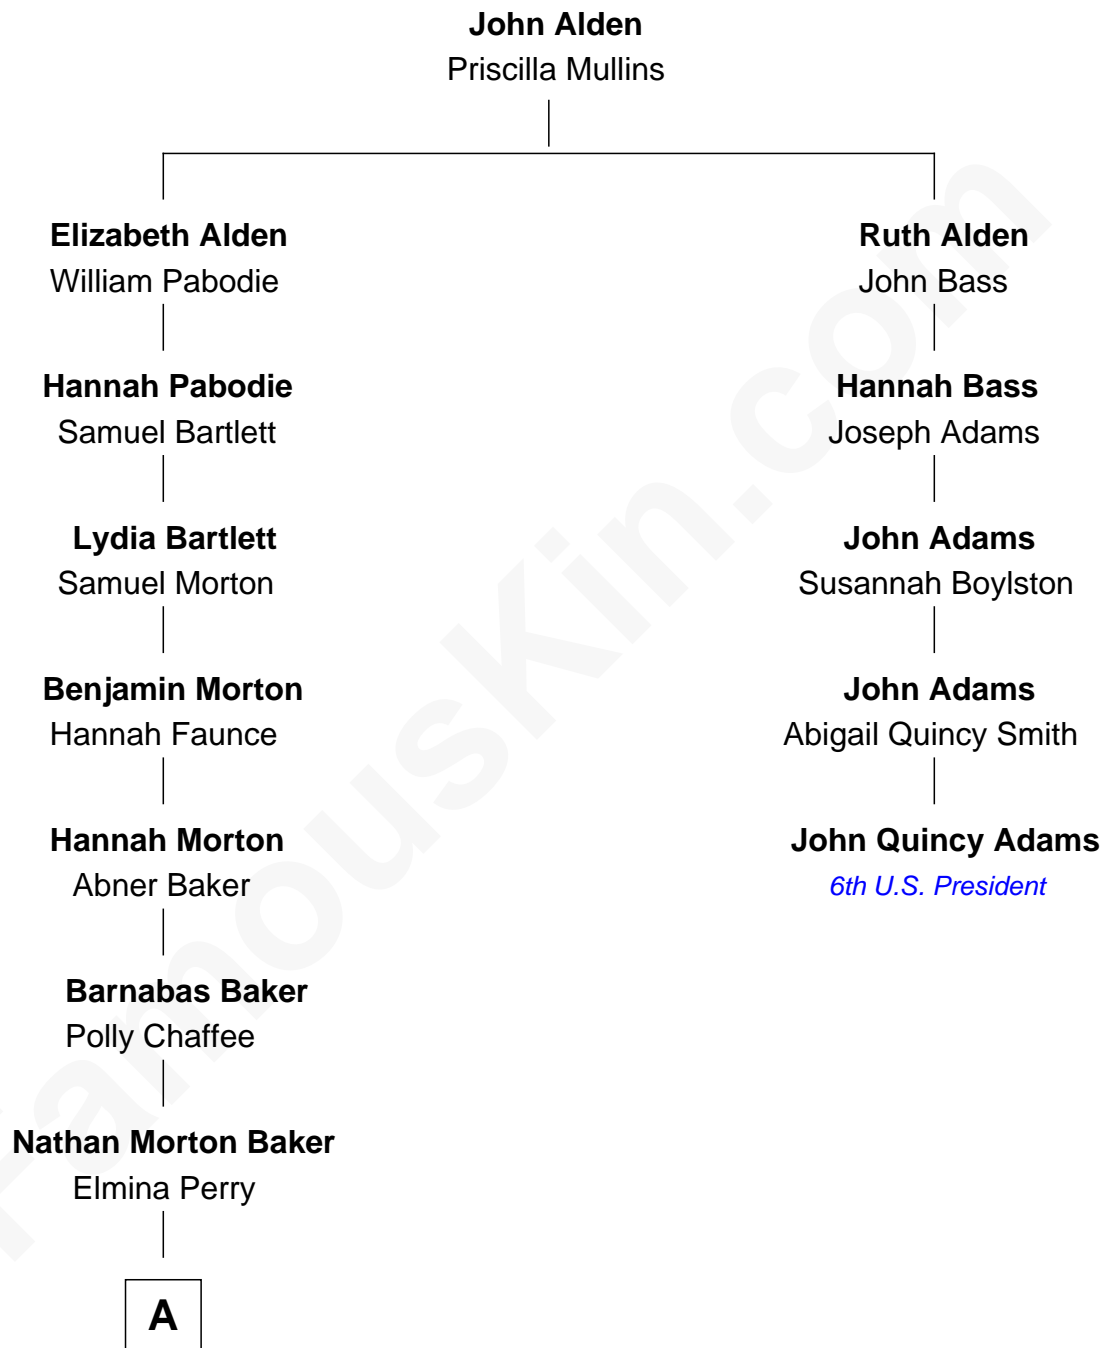 John Alden
Priscilla Mullins
Elizabeth Alden
William Pabodie
Hannah Pabodie
Samuel Bartlett
Lydia Bartlett
Samuel Morton
Benjamin Morton
Hannah Faunce
Hannah Morton
Abner Baker
Barnabas Baker
Polly Chaffee
Nathan Morton Baker
Elmina Perry
A
Ruth Alden
John Bass
Hannah Bass
Joseph Adams
John Adams
Susannah Boylston
John Adams
Abigail Quincy Smith
John Quincy Adams
6th U.S. President
FamousKin.com